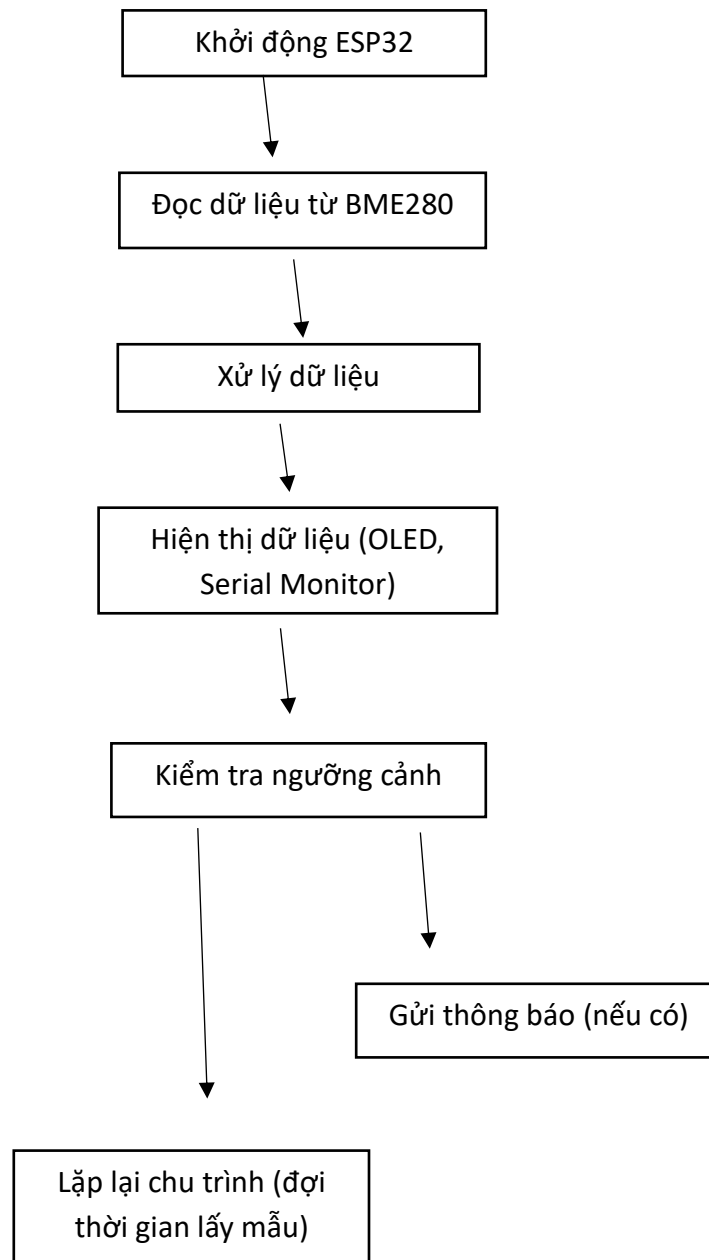 Khởi động ESP32
Đọc dữ liệu từ BME280
Xử lý dữ liệu
Hiện thị dữ liệu (OLED,
Serial Monitor)
Kiểm tra ngưỡng cảnh
Gửi thông báo (nếu có)
Lặp lại chu trình (đợi
thời gian lấy mẫu)